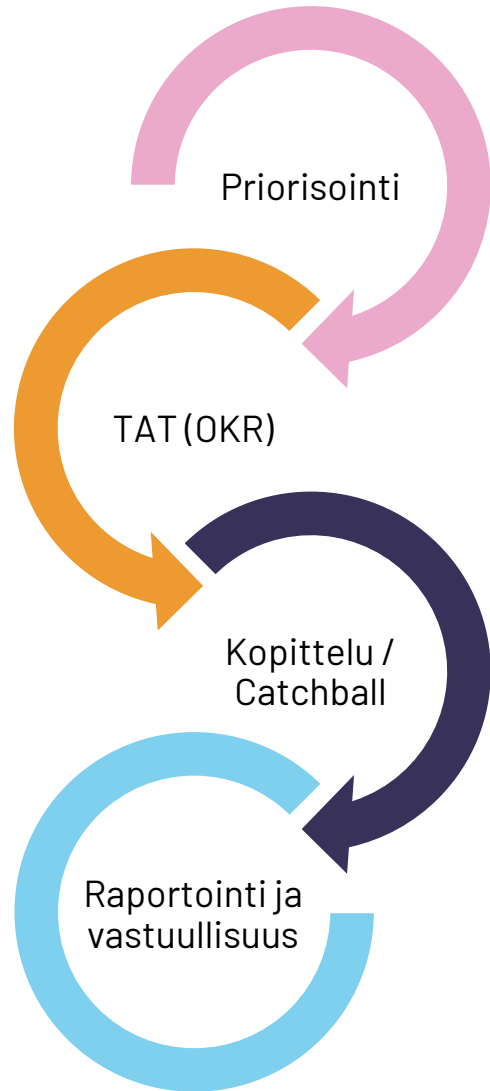 Priorisointi
TAT (OKR)
Kopittelu /
Catchball
Raportointi ja
vastuullisuus